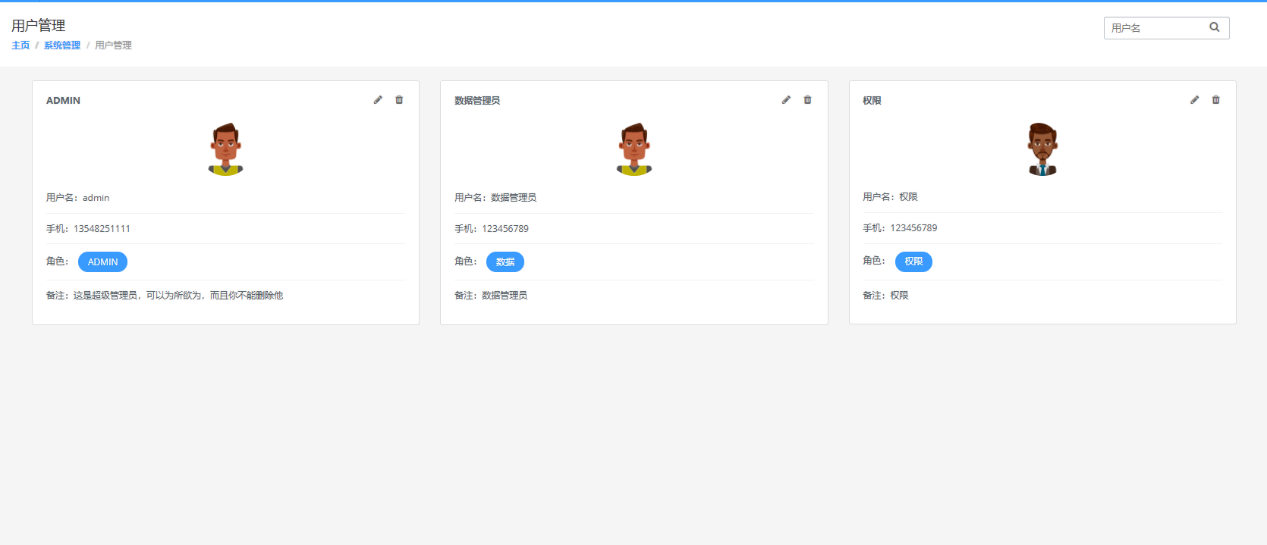 用户管理
主页 / 系统管理 / 用户管理
用户名
ADMIN
用户名：admin
手机：13548251111
角色： ADMIN
备注：这是超级管理员，可以为所欲为，而且你不能删除他
数据管理员
用户名：数据管理员
手机：123456789
角色： 数据
备注：数据管理员
权限
用户名：权限
手机：123456789
角色： 权限
备注：权限